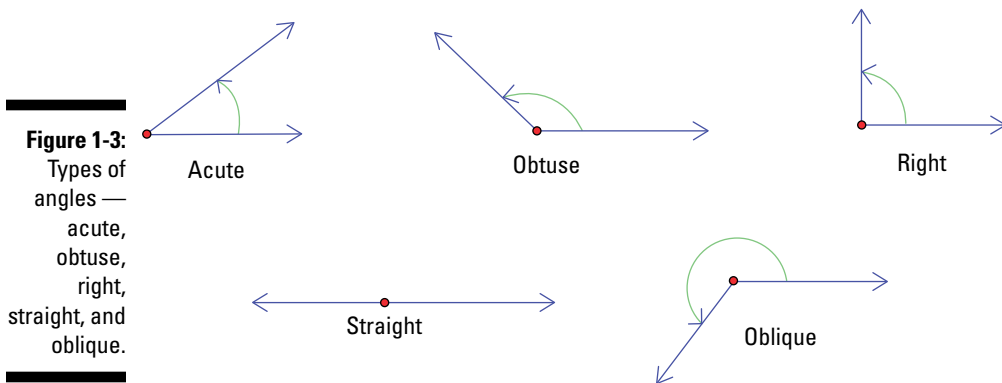 Figure 1-3:
Types of
angles —
acute,
obtuse,
right,
straight, and
oblique.
Acute
Obtuse
Right
Straight
Oblique